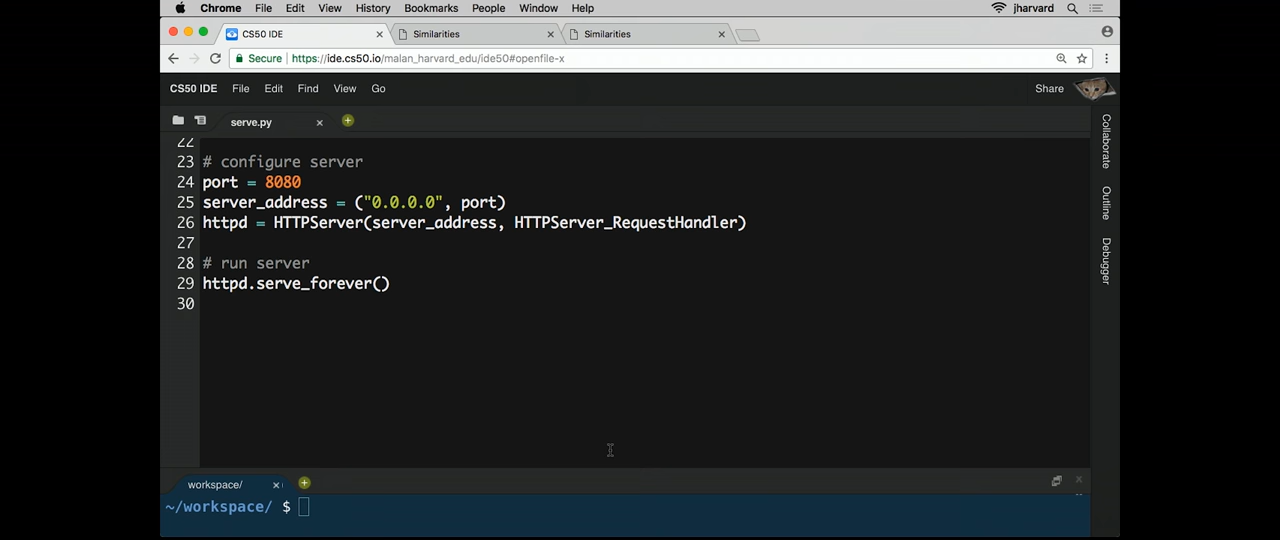 Chrome File Edit View History Bookmarks People Window Help jharvard
CS50 IDE Similarities Similarities
Secure https://ide.cs50.io/malan_harvard_edu/ide50#openfile-x
CS50 IDE File Edit Find View Go Share
serve.py
Collaborate
Outline
Debugger
22
23 # configure server
24 port = 8080
25 server_address = ("0.0.0.0", port)
26 httpd = HTTPServer(server_address, HTTPServer_RequestHandler)
27
28 # run server
29 httpd.serve_forever()
30
workspace/
~/workspace/ $